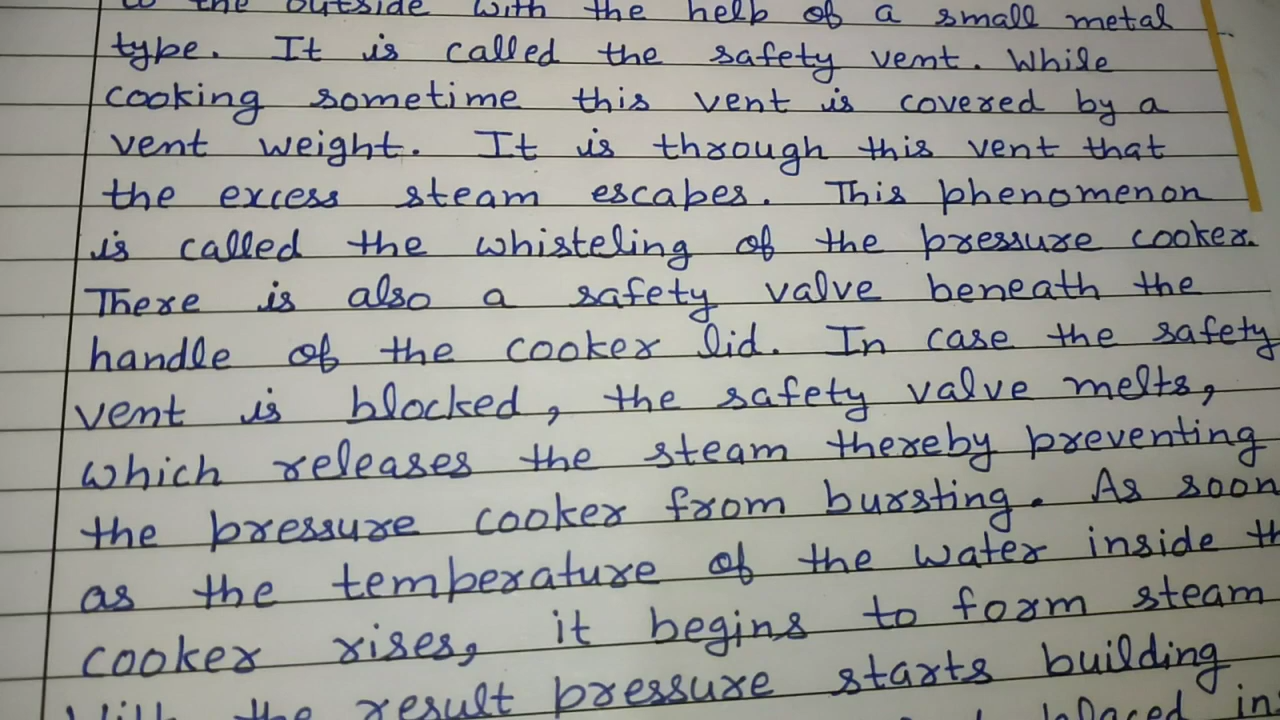 to the outside with the help of a small metal
type. It is called the safety vent. While
cooking sometime this vent is covered by a
vent weight. It is through this vent that
the excess steam escapes. This phenomenon
is called the whisteling of the pressure cooker.
There is also a safety valve beneath the
handle of the cooker lid. In case the safety
vent is blocked, the safety valve melts,
which releases the steam thereby preventing
the pressure cooker from bursting. As soon
as the temperature of the water inside th
cooker rises, it begins to form steam
With the result pressure starts building
placed in